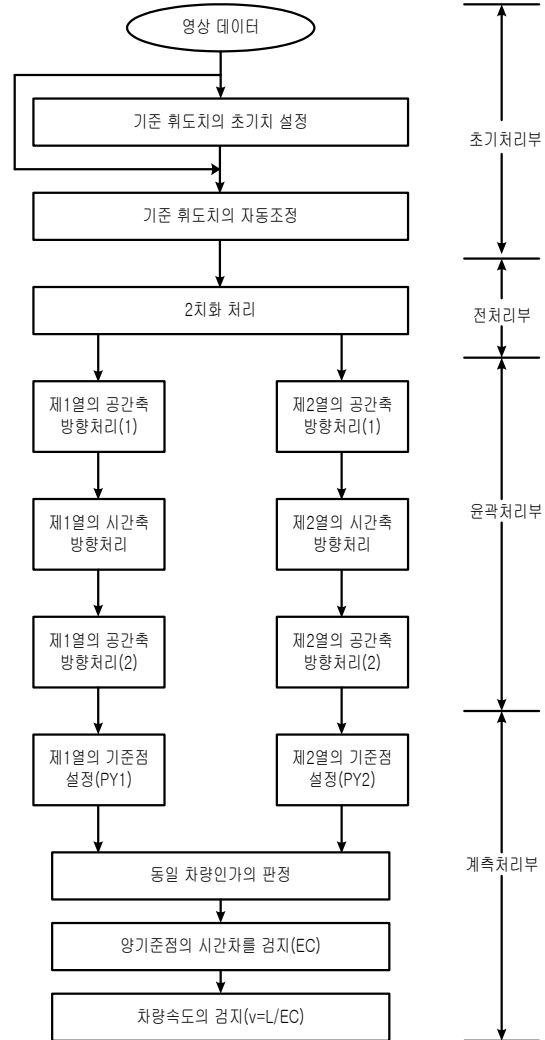 영상 데이터
기준 휘도치의 초기치 설정
초기처리부
기준 휘도치의 자동조정
2치화 처리
전처리부
제1열의 공간축
방향처리(1)
제2열의 공간축
방향처리(1)
제1열의 시간축
방향처리
제2열의 시간축
방향처리
윤곽처리부
제1열의 공간축
방향처리(2)
제2열의 공간축
방향처리(2)
제1열의 기준점
설정(PY1)
제2열의 기준점
설정(PY2)
동일 차량인가의 판정
계측처리부
양기준점의 시간차를 검지(EC)
차량속도의 검지(v=L/EC)